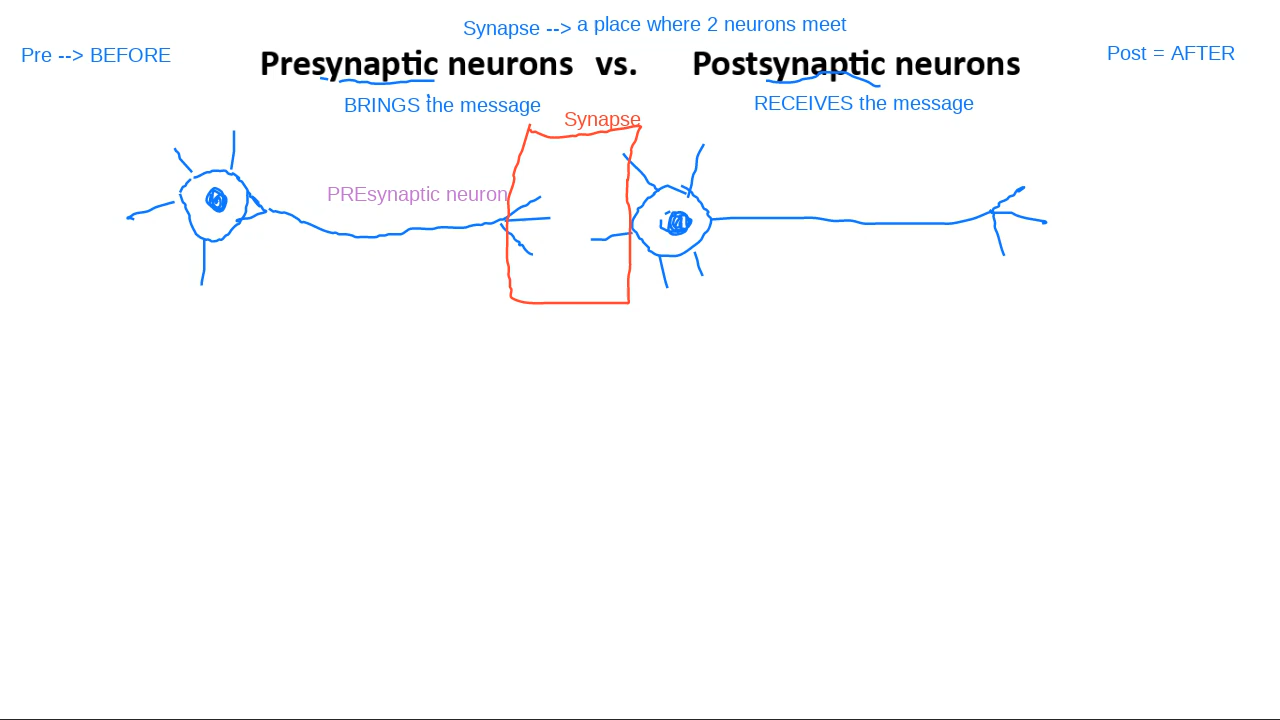 Synapse --> a place where 2 neurons meet
Pre --> BEFORE
Presynaptic neurons vs. Postsynaptic neurons
Post = AFTER
BRINGS the message
RECEIVES the message
Synapse
PREsynaptic neuron